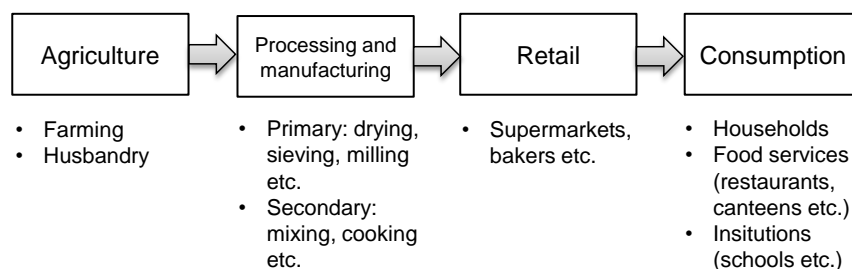 Agriculture
Processing and
manufacturing
Retail
Consumption
• Farming
• Husbandry
• Primary: drying,
sieving, milling
etc.
• Secondary:
mixing, cooking
etc.
• Supermarkets,
bakers etc.
• Households
• Food services
(restaurants,
canteens etc.)
• Insitutions
(schools etc.)